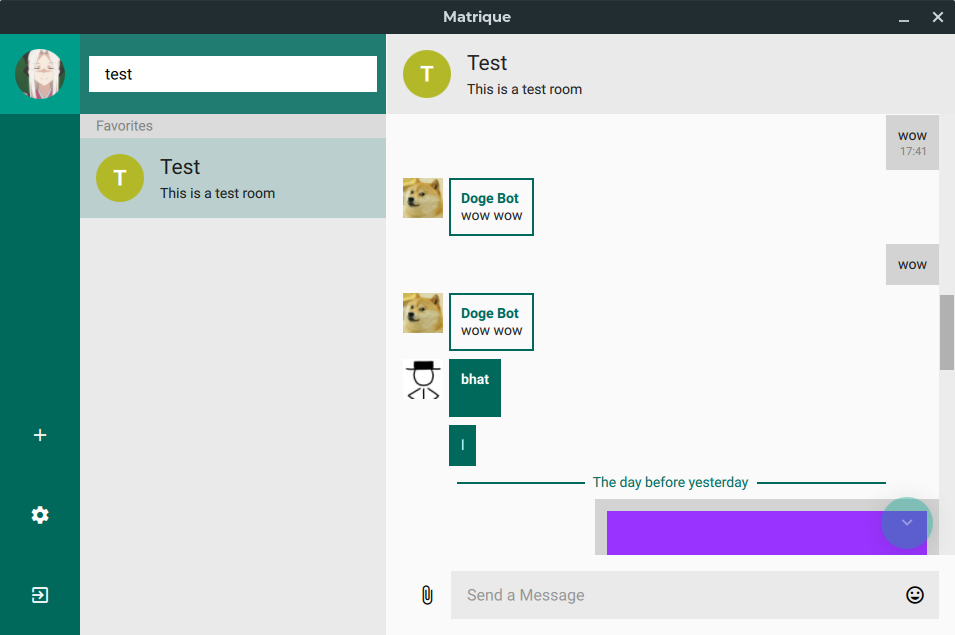 Matrique
test
Favorites
T
Test
This is a test room
T
Test
This is a test room
wow
17:41
Doge Bot
wow wow
wow
Doge Bot
wow wow
bhat
The day before yesterday
Send a Message